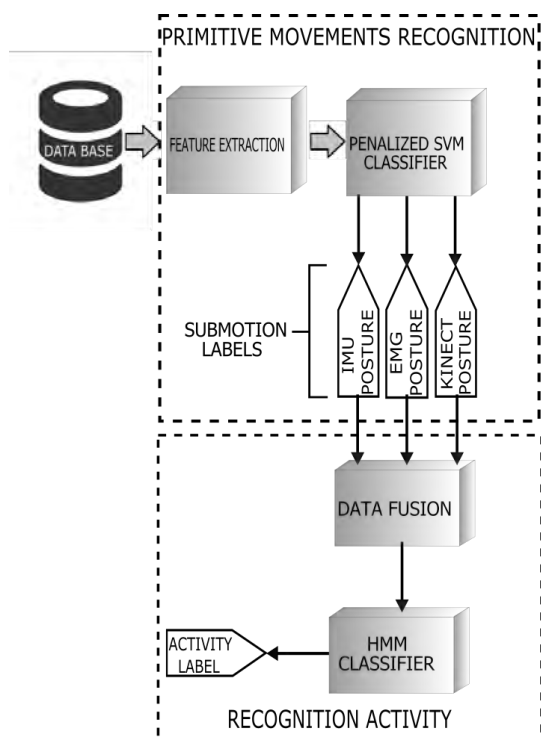 PRIMITIVE MOVEMENTS RECOGNITION
DATA BASE
FEATURE EXTRACTION
PENALIZED SVM
CLASSIFIER
SUBMOTION
LABELS
IMU
POSTURE
EMG
POSTURE
KINECT
POSTURE
DATA FUSION
HMM
CLASSIFIER
ACTIVITY
LABEL
RECOGNITION ACTIVITY